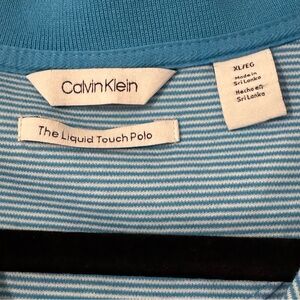 Calvin Klein
The Liquid Touch Polo
XL/EG
Made in
Sri Lanka
Hecho en
Sri Lanka